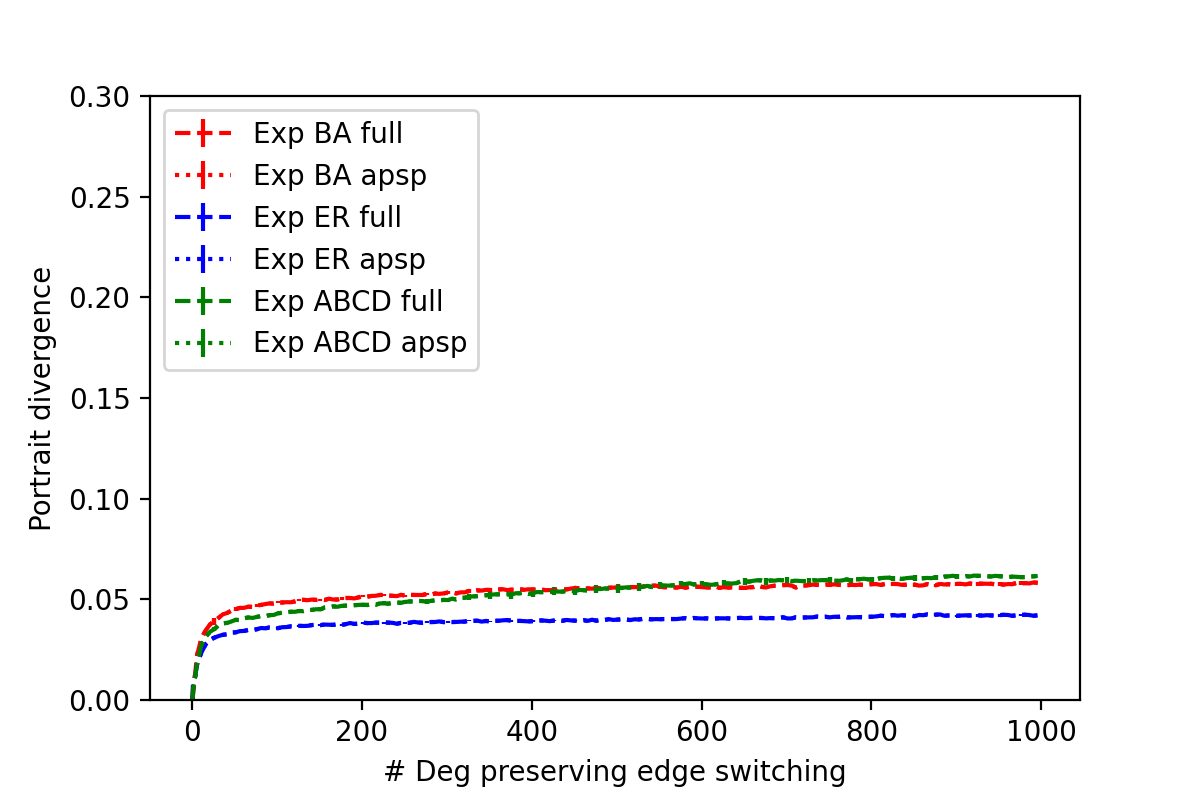 0.30
0.25
0.20
0.15
0.10
0.05
0.00
Portrait divergence
Exp BA full
Exp BA apsp
Exp ER full
Exp ER apsp
Exp ABCD full
Exp ABCD apsp
0 200 400 600 800 1000
# Deg preserving edge switching